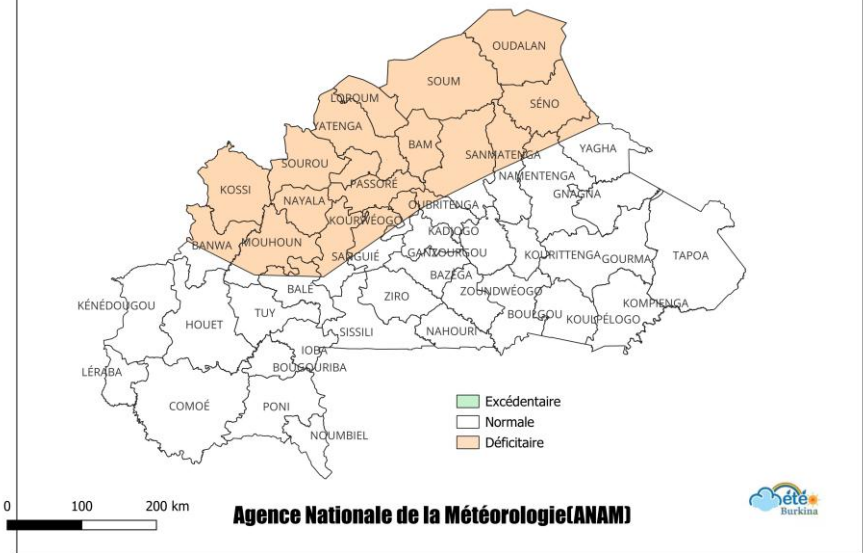 OUDALAN
SOUM
LOROUM
SÉNO
YATENGA
BAM
YAGHA
SANMATENGA
SOUROU
NAMENTENGA
PASSORÉ
KOSSI
GNAGNA
NAYALA
OUBRITENGA
KOURWÉOGO
KADIOGO
BANWA
MOUHOUN
SANGUIÉ
GANZOURGOU
KOURITTENGA
GOURMA
TAPOA
BAZÈGA
BALÉ
ZIRO
ZOUNDWÉOGO
KÉNÉDOUGOU
KOMPIENGA
TUY
BOULGOU
KOULPÉLOGO
HOUET
SISSILI
NAHOURI
IOBA
BOUGOURIBA
LÉRABA
COMOÉ
PONI
NOUMBIEL
Excédentaire
Normale
Déficitaire
0 100 200 km
Agence Nationale de la Météorologie(ANAM)
Météo
Burkina